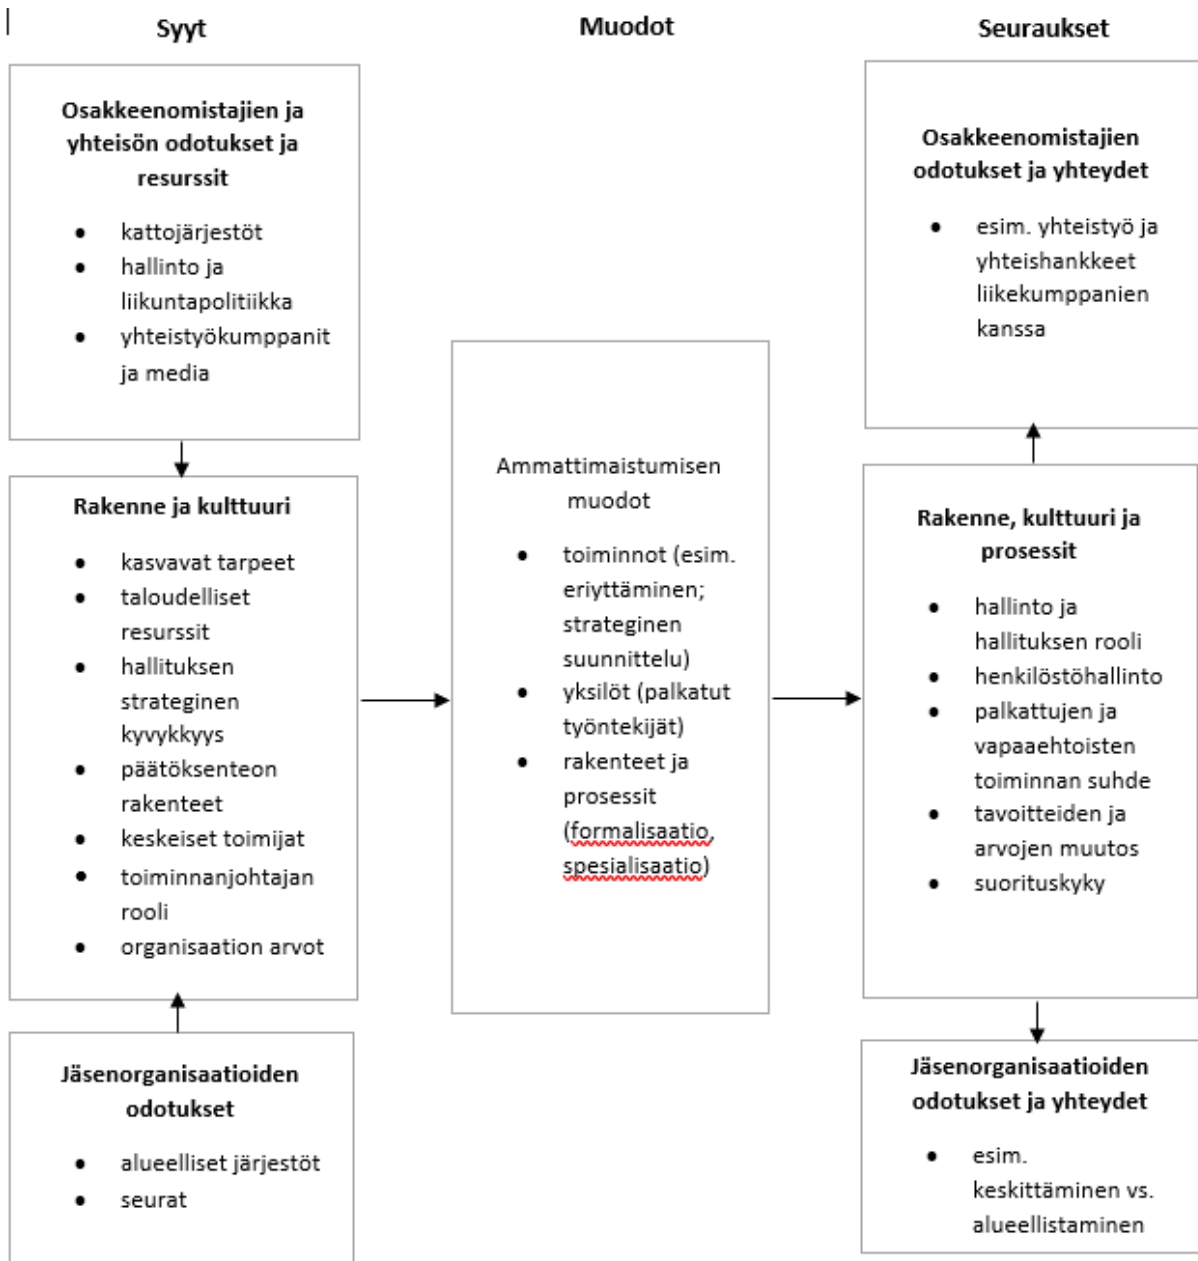 Syyt
Muodot
Seuraukset
Osakkeenomistajien ja
yhteisön odotukset ja
resurssit
• kattojärjestöt
• hallinto ja
liikuntapolitiikka
• yhteistyökumppanit
ja media
Rakenne ja kulttuuri
• kasvavat tarpeet
• taloudelliset
resurssit
• hallituksen
strateginen
kyvykkyys
• päätöksenteon
rakenteet
• keskeiset toimijat
• toiminnanjohtajan
rooli
• organisaation arvot
Jäsenorganisaatioiden
odotukset
• alueelliset järjestöt
• seurat
Ammattimaistumisen
muodot
• toiminnot (esim.
eriyttäminen;
strateginen
suunnittelu)
• yksilöt (palkatut
työntekijät)
• rakenteet ja
prosessit
(formalisaatio,
spesialisaatio)
Osakkeenomistajien
odotukset ja yhteydet
• esim. yhteistyö ja
yhteishankkeet
liikekumppanien
kanssa
Rakenne, kulttuuri ja
prosessit
• hallinto ja
hallituksen rooli
• henkilöstöhallinto
• palkattujen ja
vapaaehtoisten
toiminnan suhde
• tavoitteiden ja
arvojen muutos
• suorituskyky
Jäsenorganisaatioiden
odotukset ja yhteydet
• esim.
keskittäminen vs.
alueellistaminen